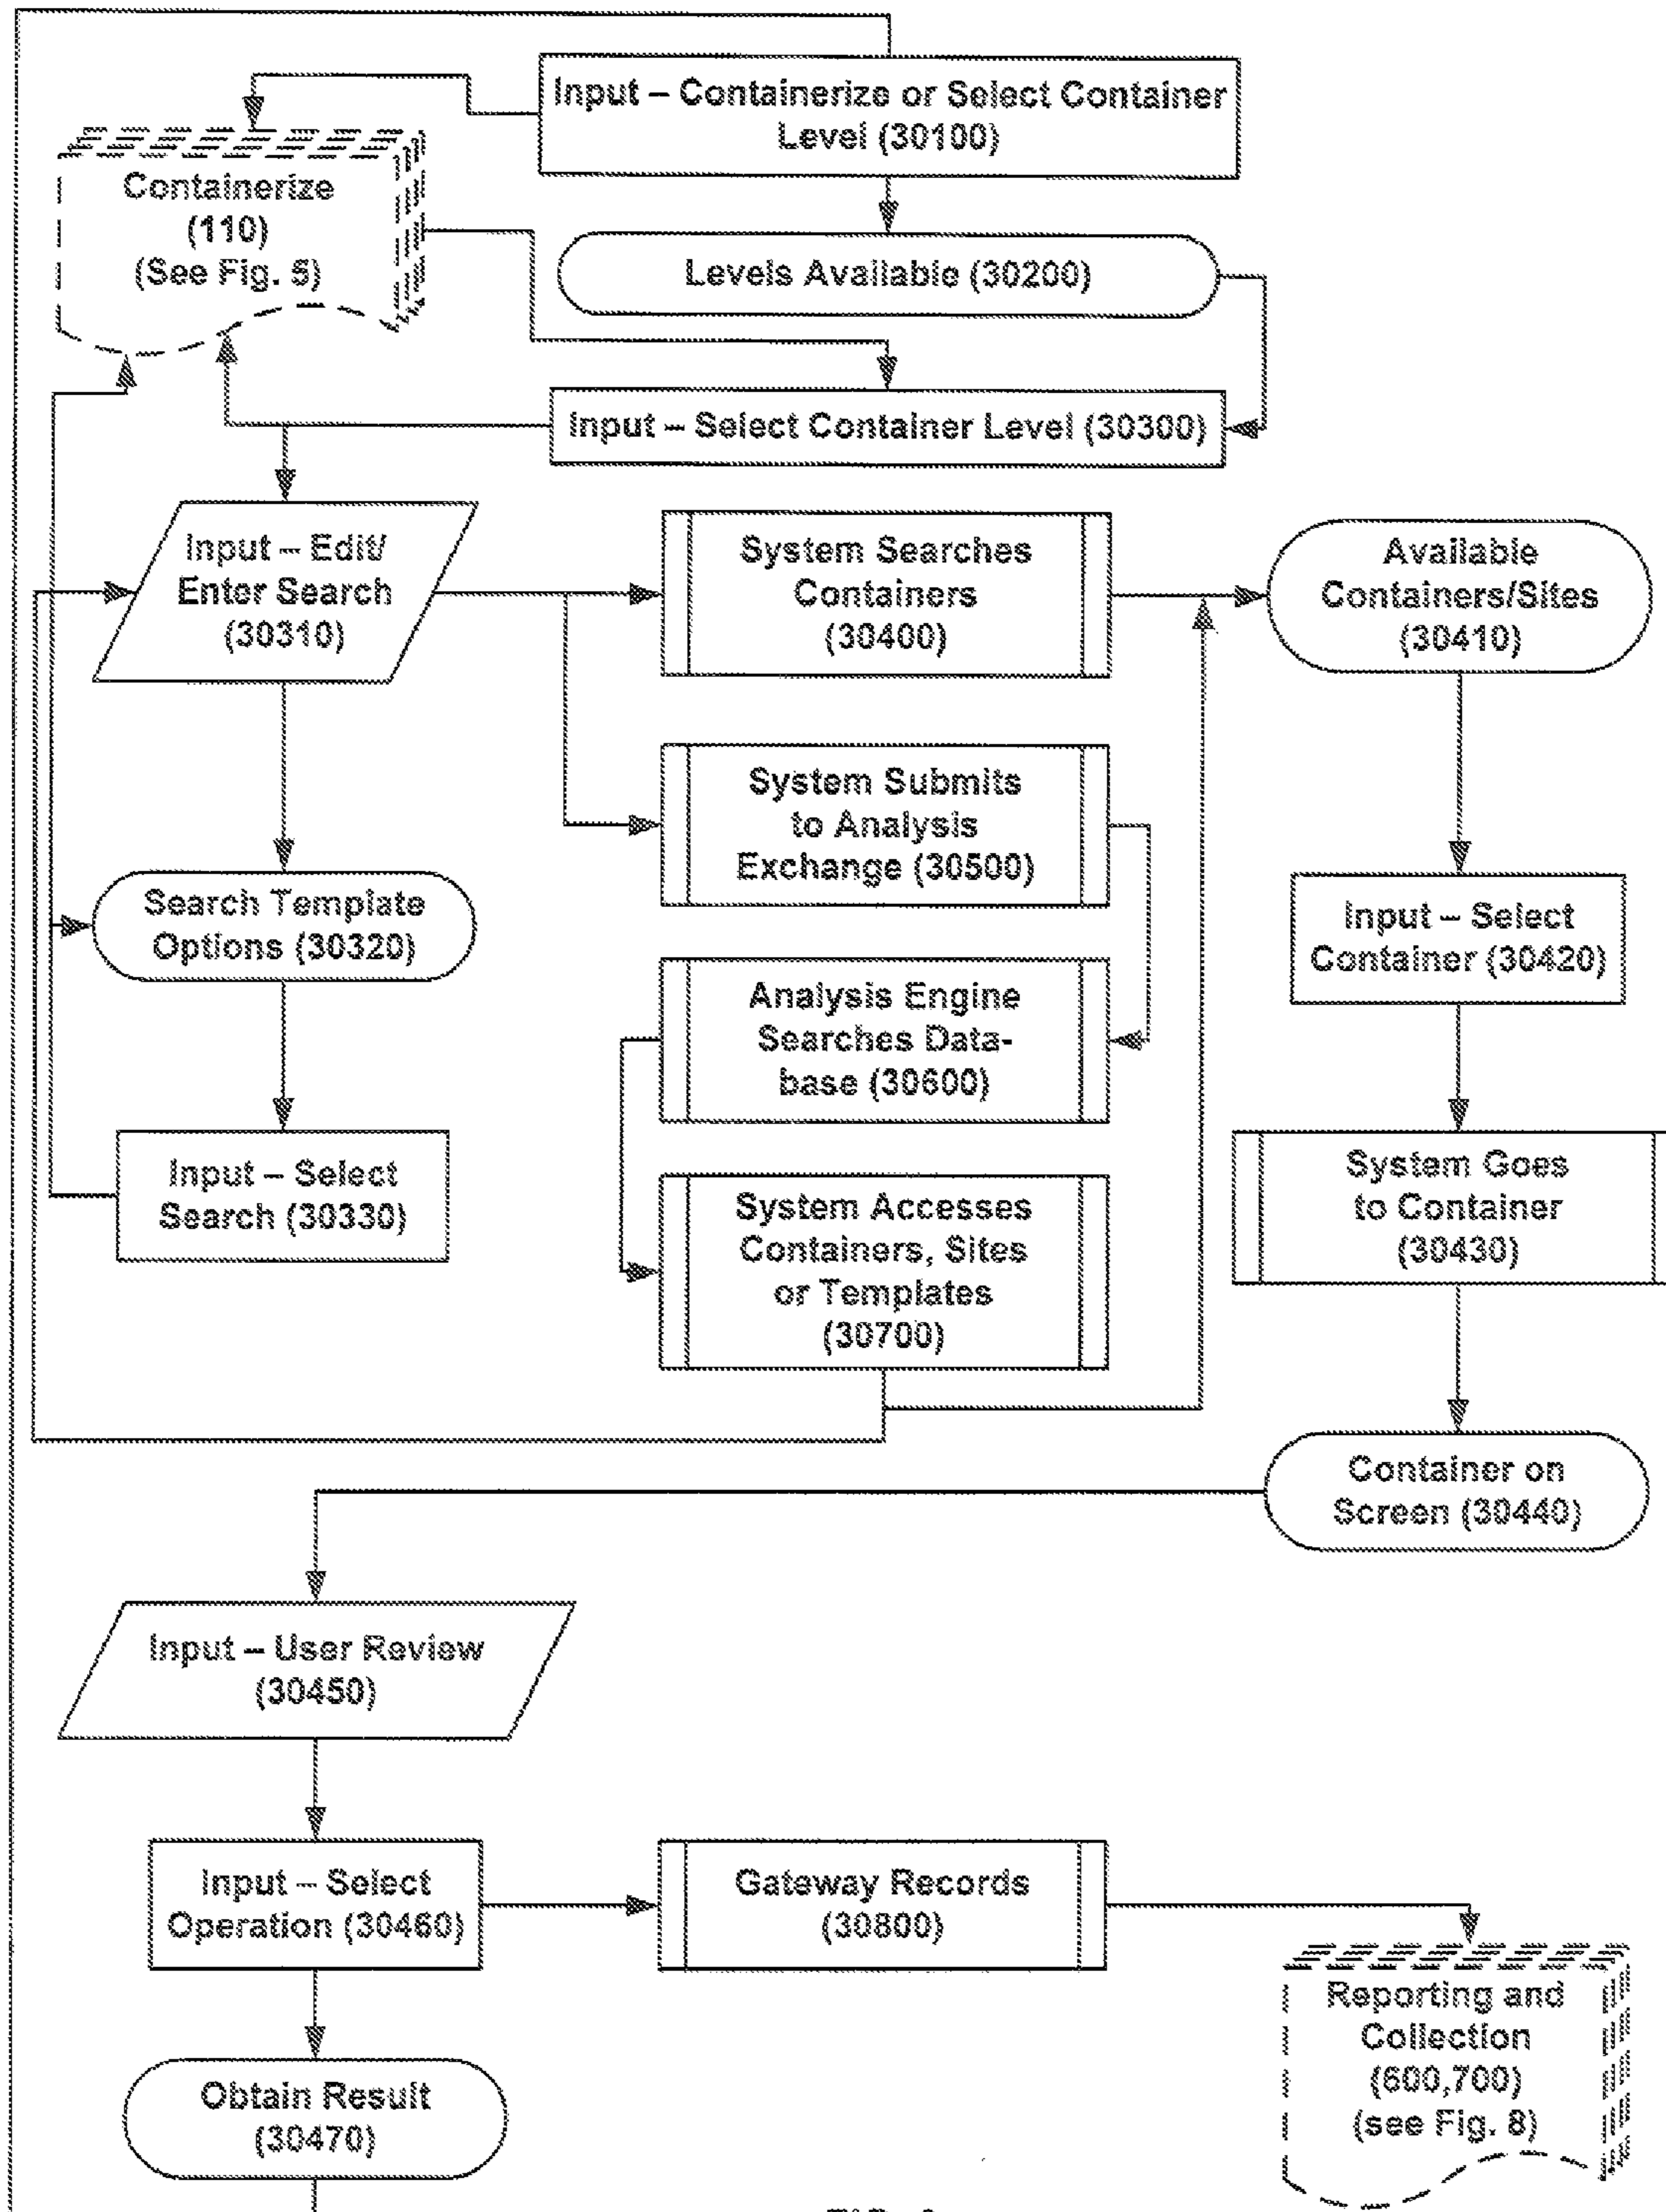 Input – Containerize or Select Container
Level (30100)
Containerize
(110)
(See Fig. 5)
Levels Available (30200)
Input – Select Container Level (30300)
Input – Edit/
Enter Search
(30310)
System Searches
Containers
(30400)
Available
Containers/Sites
(30410)
System Submits
to Analysis
Exchange (30500)
Search Template
Options (30320)
Input – Select
Container (30420)
Analysis Engine
Searches Data-
base (30600)
Input – Select
Search (30330)
System Goes
to Container
(30430)
System Accesses
Containers, Sites
or Templates
(30700)
Container on
Screen (30440)
Input – User Review
(30450)
Input – Select
Operation (30460)
Gateway Records
(30800)
Reporting and
Collection
(600,700)
(see Fig. 8)
Obtain Result
(30470)